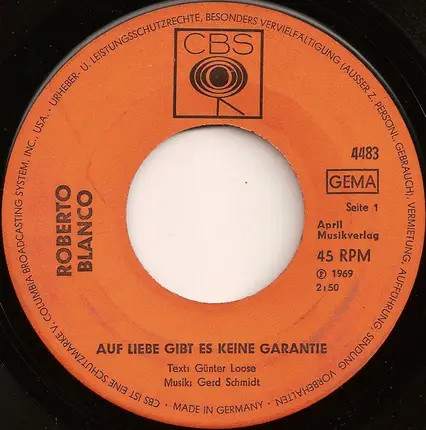 CBS
4483
GEMA
Seite 1
April
Musikverlag
45 RPM
℗ 1969
2:50
ROBERTO
BLANCO
AUF LIEBE GIBT ES KEINE GARANTIE
Text: Günter Loose
Musik: Gerd Schmidt
CBS IST EINE SCHUTZMARKE V. COLUMBIA BROADCASTING SYSTEM, INC., USA. · URHEBER- U. LEISTUNGSSCHUTZRECHTE, BESONDERS VERVIELFÄLTIGUNG (AUSSER Z. PERSÖNL. GEBRAUCH), VERMIETUNG, AUFFÜHRUNG, SENDUNG VORBEHALTEN · MADE IN GERMANY ·